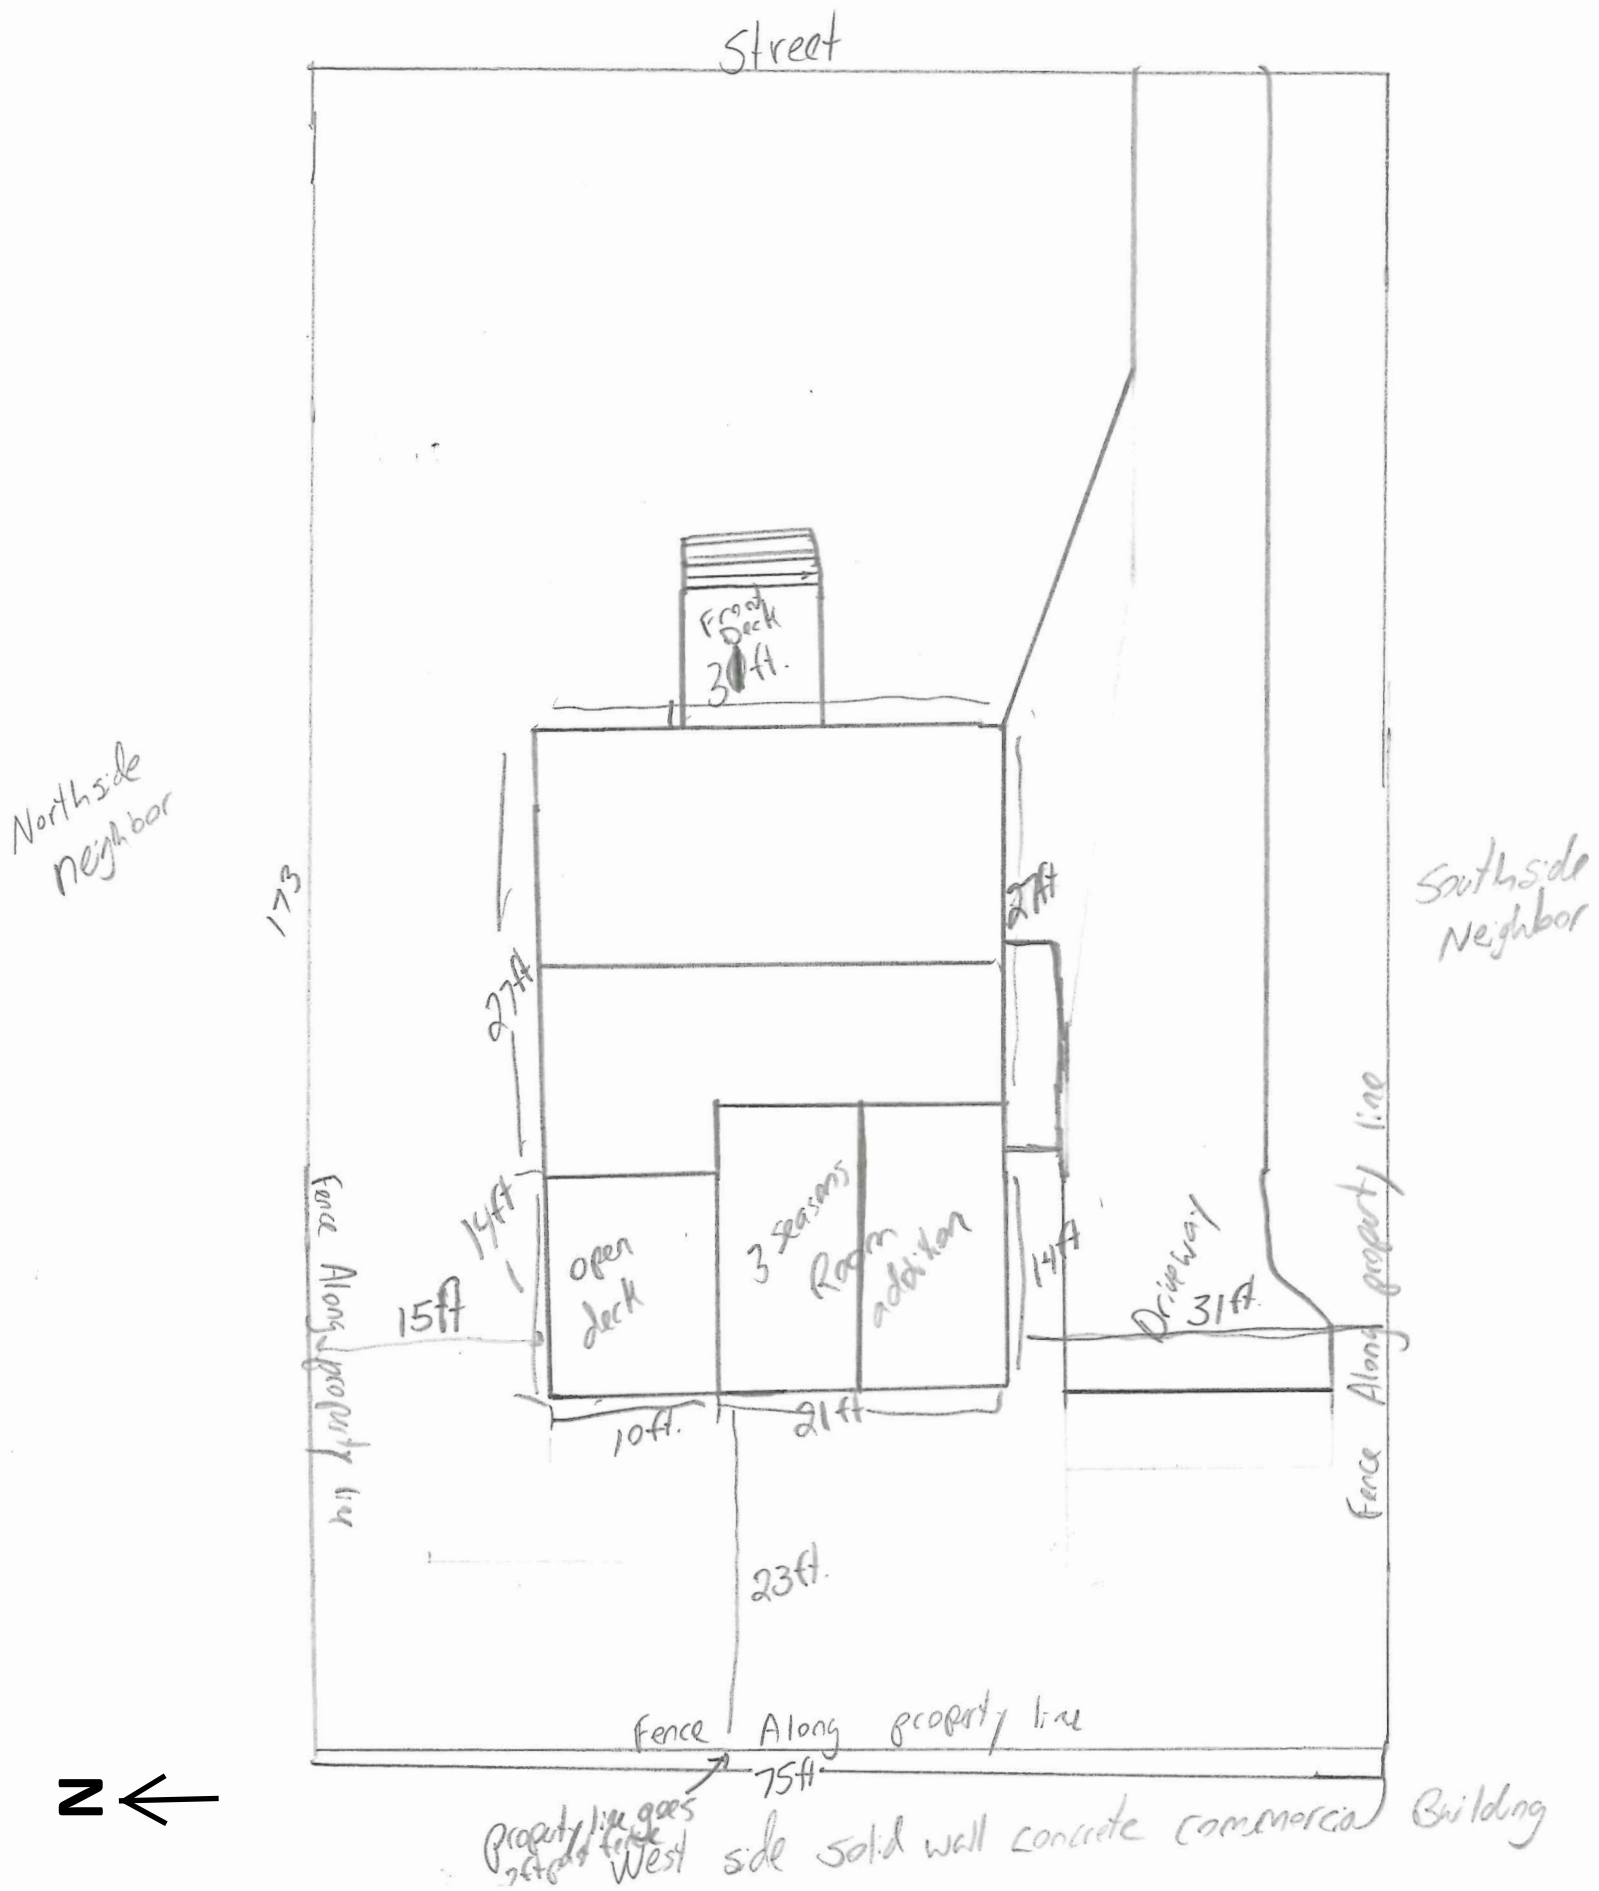 Street
Front
Deck
30ft.
Northside
neighbor
173
27ft
27ft
Southside
Neighbor
14ft
open
deck
3 seasons
Room
addition
14ft
Driveway
31ft.
15ft
Fence Along property line
Fence Along property line
10ft.
21ft
23ft.
Fence Along property line
75ft
N
property line goes
past fence
West side solid wall concrete commercial Building